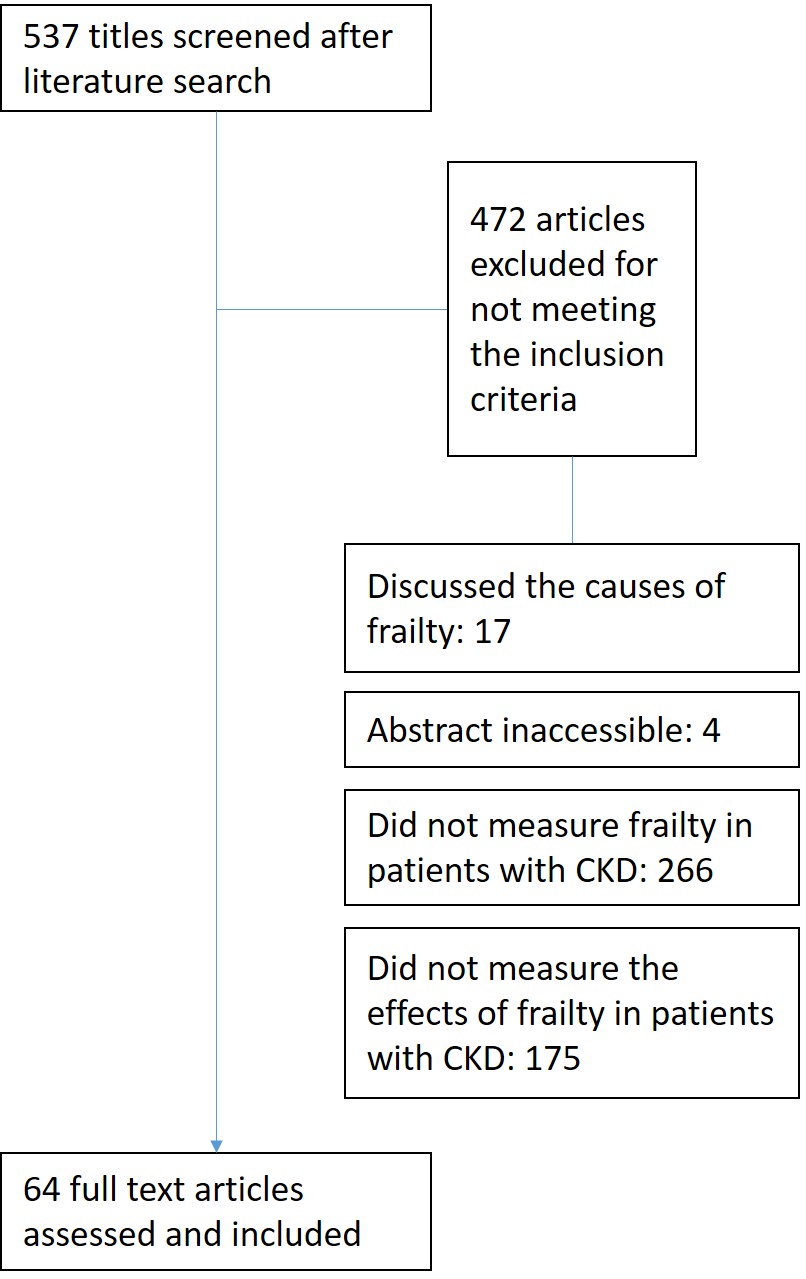 537 titles screened after
literature search
472 articles
excluded for
not meeting
the inclusion
criteria
Discussed the causes of
frailty: 17
Abstract inaccessible: 4
Did not measure frailty in
patients with CKD: 266
Did not measure the
effects of frailty in patients
with CKD: 175
64 full text articles
assessed and included